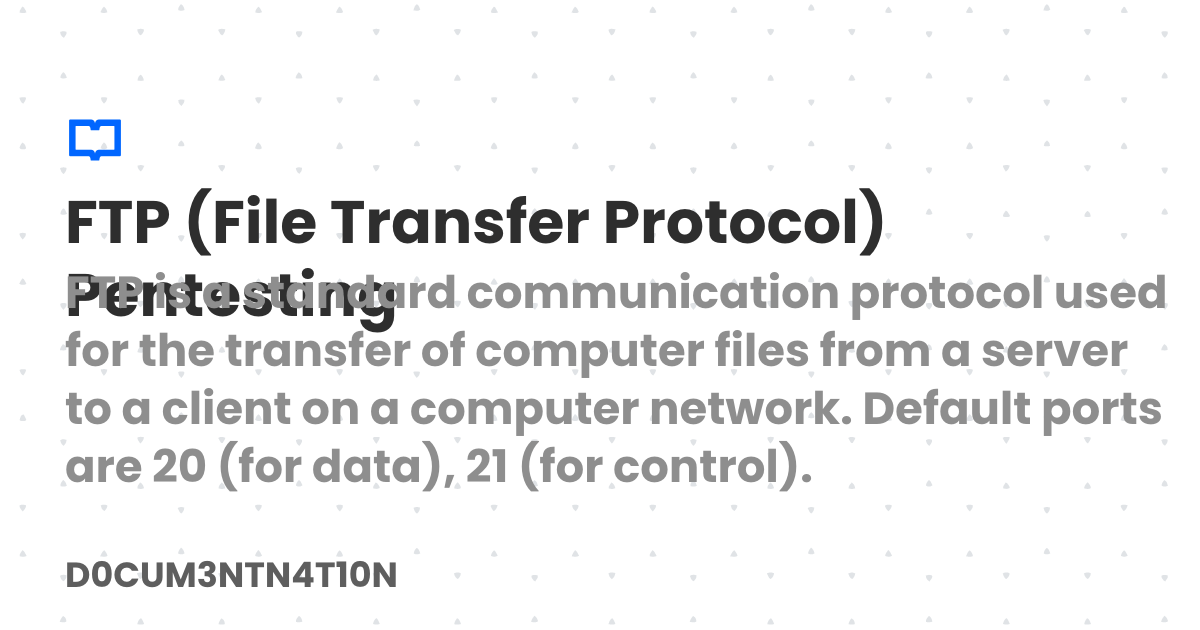 FTP (File Transfer Protocol)
Pentesting
FTP is a standard communication protocol used
for the transfer of computer files from a server
to a client on a computer network. Default ports
are 20 (for data), 21 (for control).
D0CUM3NTN4T10N